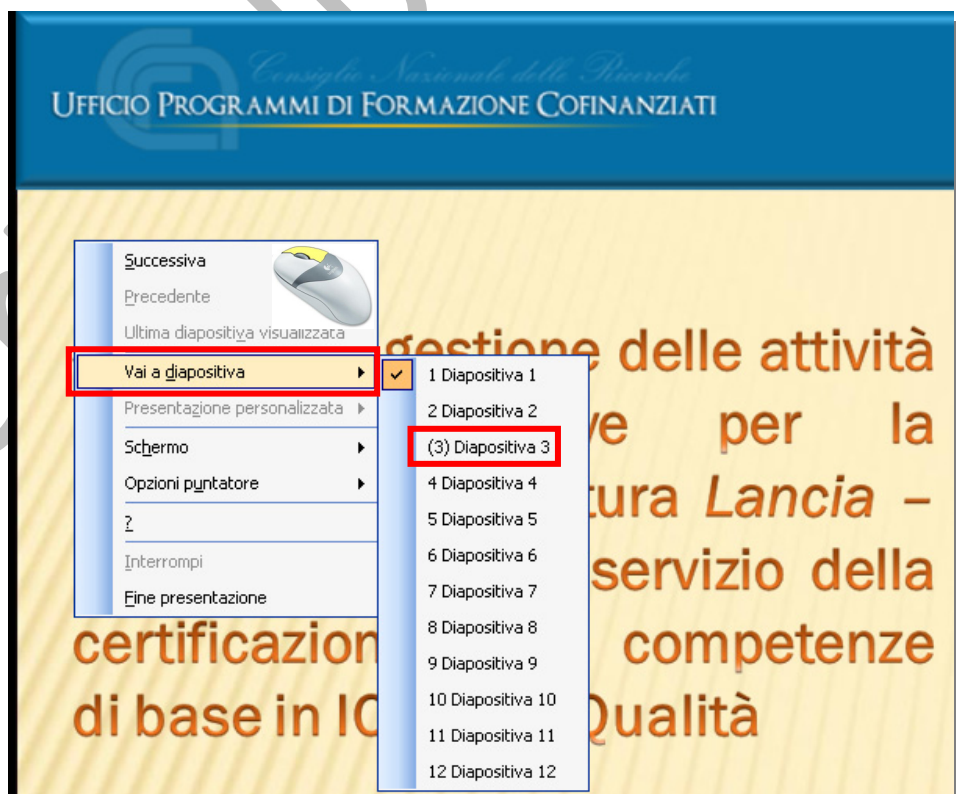 Consiglio Nazionale delle Ricerche
UFFICIO PROGRAMMI DI FORMAZIONE COFINANZIATI
Successiva
Precedente
Ultima diapositiva visualizzata
Vai a diapositiva
Presentazione personalizzata
Schermo
Opzioni puntatore
?
Interrompi
Fine presentazione
1 Diapositiva 1
2 Diapositiva 2
(3) Diapositiva 3
4 Diapositiva 4
5 Diapositiva 5
6 Diapositiva 6
7 Diapositiva 7
8 Diapositiva 8
9 Diapositiva 9
10 Diapositiva 10
11 Diapositiva 11
12 Diapositiva 12
gestione delle attività
per la
Lancia –
servizio della
competenze
di base in Qualità